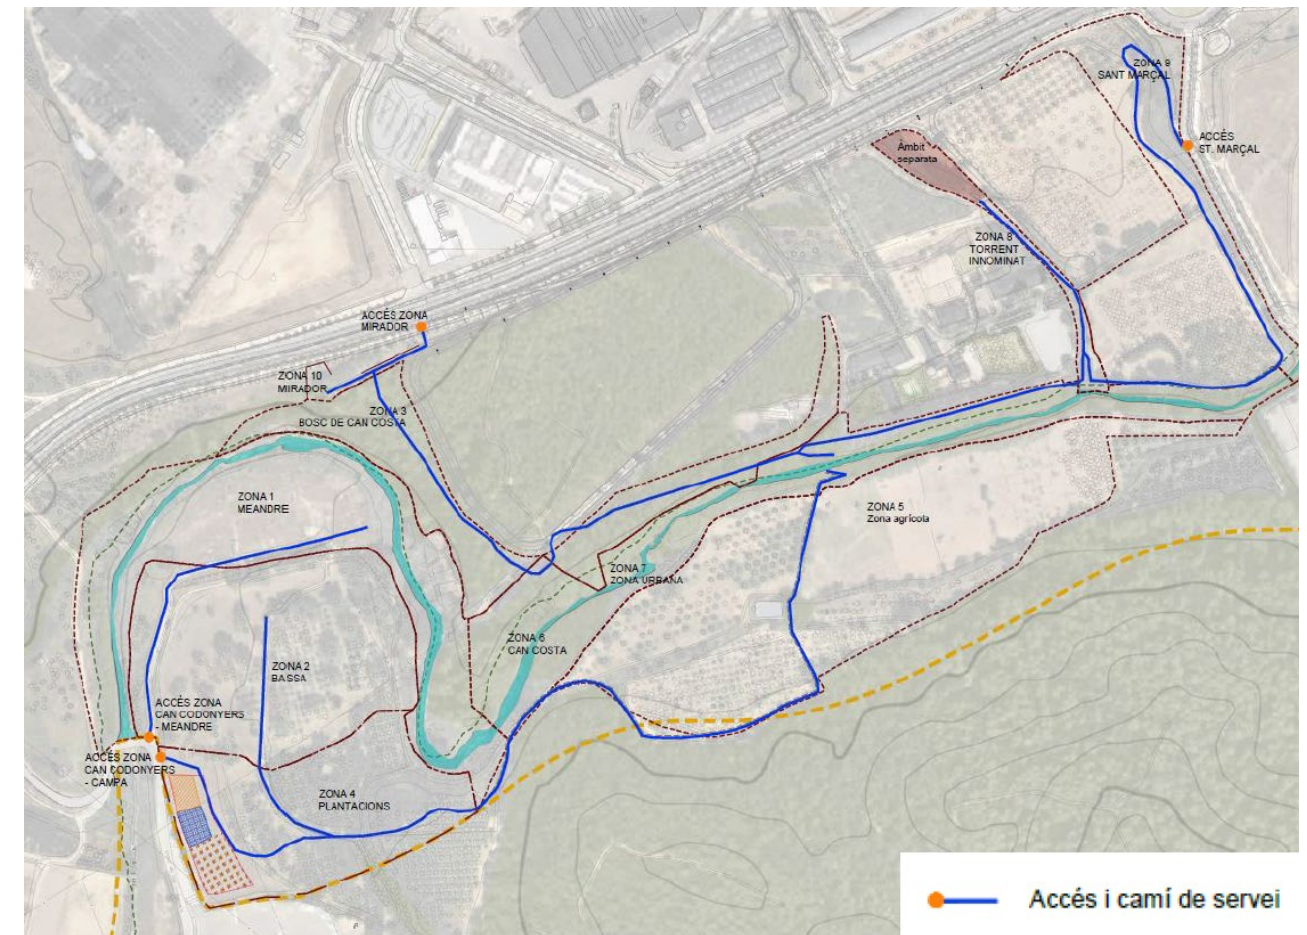 ZONA 9
SANT MARÇAL
ACCÉS
ST. MARÇAL
Àmbit
separata
ZONA 8
TORRENT
INNOMINAT
ACCÉS ZONA
MIRADOR
ZONA 10
MIRADOR
ZONA 3
BOSC DE CAN COSTA
ZONA 1
MEANDRE
ZONA 5
Zona agrícola
ZONA 7
ZONA URBANA
ZONA 6
CAN COSTA
ZONA 2
BASSA
ACCÉS ZONA
CAN CODONYERS
- MEANDRE
ACCÉS ZONA
CAN CODONYERS
- CAMPA
ZONA 4
PLANTACIONS
Accés i camí de servei